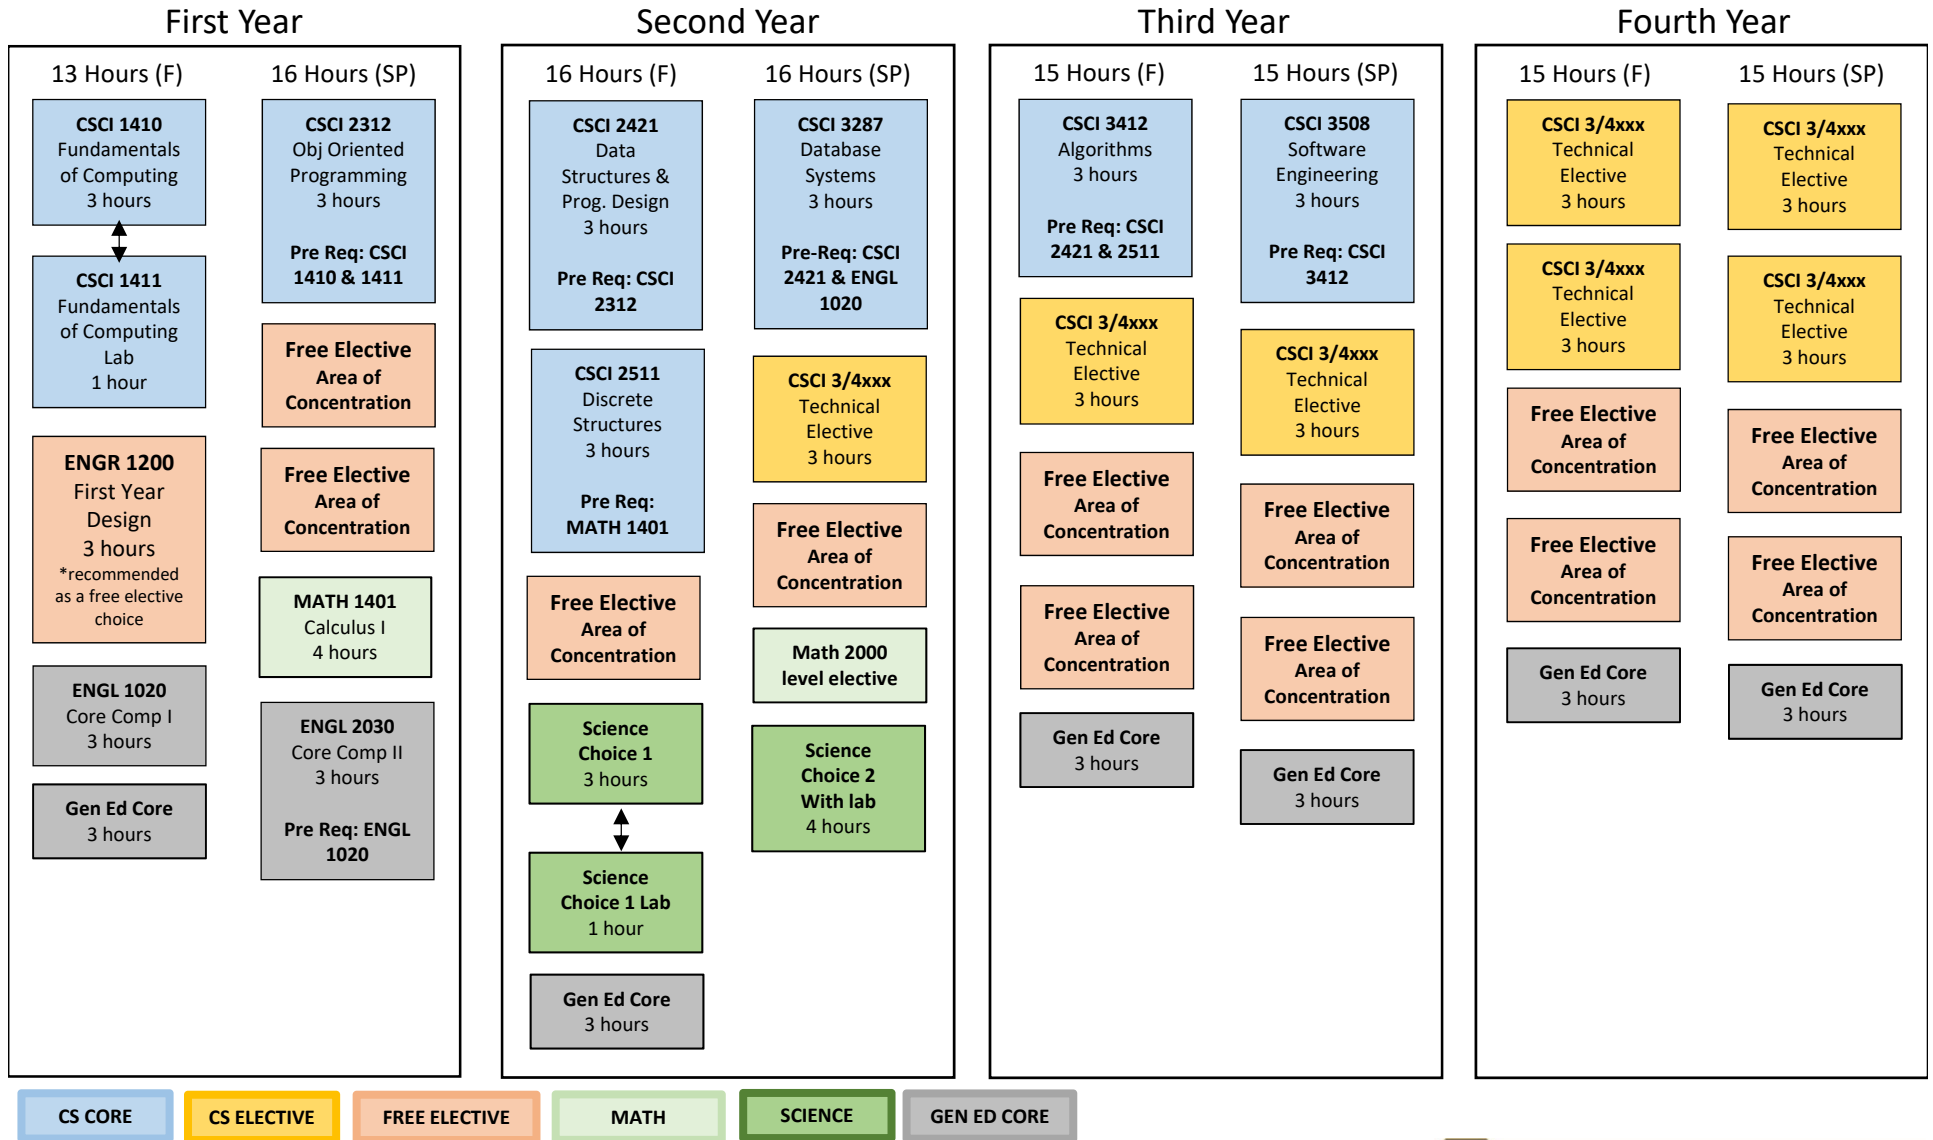 First Year
13 Hours (F)
CSCI 1410
Fundamentals
of Computing
3 hours
CSCI 1411
Fundamentals
of Computing
Lab
1 hour
ENGR 1200
First Year
Design
3 hours
*recommended
as a free elective
choice
ENGL 1020
Core Comp I
3 hours
Gen Ed Core
3 hours
16 Hours (SP)
CSCI 2312
Obj Oriented
Programming
3 hours
Pre Req: CSCI
1410 & 1411
Free Elective
Area of
Concentration
Free Elective
Area of
Concentration
MATH 1401
Calculus I
4 hours
ENGL 2030
Core Comp II
3 hours
Pre Req: ENGL
1020
Second Year
16 Hours (F)
CSCI 2421
Data
Structures &
Prog. Design
3 hours
Pre Req: CSCI
2312
CSCI 2511
Discrete
Structures
3 hours
Pre Req:
MATH 1401
Free Elective
Area of
Concentration
Science
Choice 1
3 hours
Science
Choice 1 Lab
1 hour
Gen Ed Core
3 hours
16 Hours (SP)
CSCI 3287
Database
Systems
3 hours
Pre-Req: CSCI
2421 & ENGL
1020
CSCI 3/4xxx
Technical
Elective
3 hours
Free Elective
Area of
Concentration
Math 2000
level elective
Science
Choice 2
With lab
4 hours
Third Year
15 Hours (F)
CSCI 3412
Algorithms
3 hours
Pre Req: CSCI
2421 & 2511
CSCI 3/4xxx
Technical
Elective
3 hours
Free Elective
Area of
Concentration
Free Elective
Area of
Concentration
Gen Ed Core
3 hours
15 Hours (SP)
CSCI 3508
Software
Engineering
3 hours
Pre Req: CSCI
3412
CSCI 3/4xxx
Technical
Elective
3 hours
Free Elective
Area of
Concentration
Free Elective
Area of
Concentration
Gen Ed Core
3 hours
Fourth Year
15 Hours (F)
CSCI 3/4xxx
Technical
Elective
3 hours
CSCI 3/4xxx
Technical
Elective
3 hours
Free Elective
Area of
Concentration
Free Elective
Area of
Concentration
Gen Ed Core
3 hours
15 Hours (SP)
CSCI 3/4xxx
Technical
Elective
3 hours
CSCI 3/4xxx
Technical
Elective
3 hours
Free Elective
Area of
Concentration
Free Elective
Area of
Concentration
Gen Ed Core
3 hours
CS CORE
CS ELECTIVE
FREE ELECTIVE
MATH
SCIENCE
GEN ED CORE